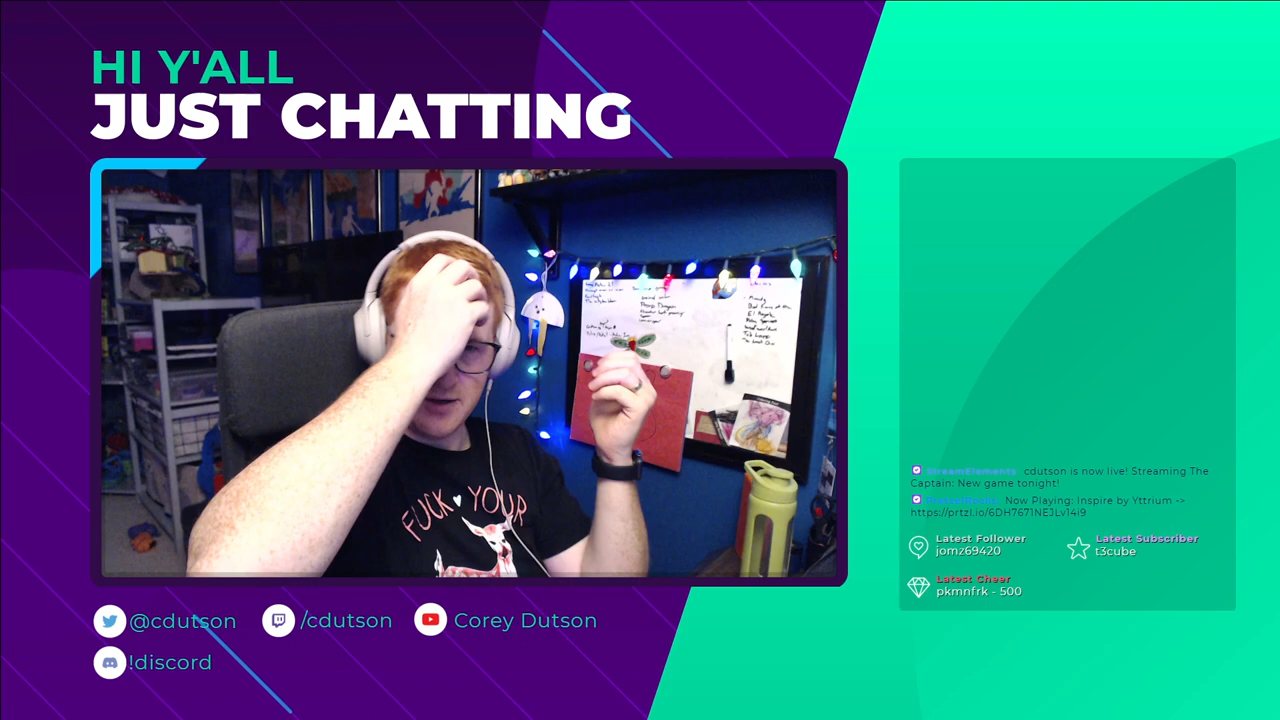 HI Y'ALL
JUST CHATTING
FUCK YOUR
@cdutson
/cdutson
Corey Dutson
!discord
StreamElements cdutson is now live! Streaming The
Captain: New game tonight!
Now Playing: Inspire by Yttrium ->
https://prtzl.io/6DH7671NE3Lv14i9
Latest Follower
jomz69420
Latest Subscriber
t3cube
Latest Cheer
pkmnfrk - 500